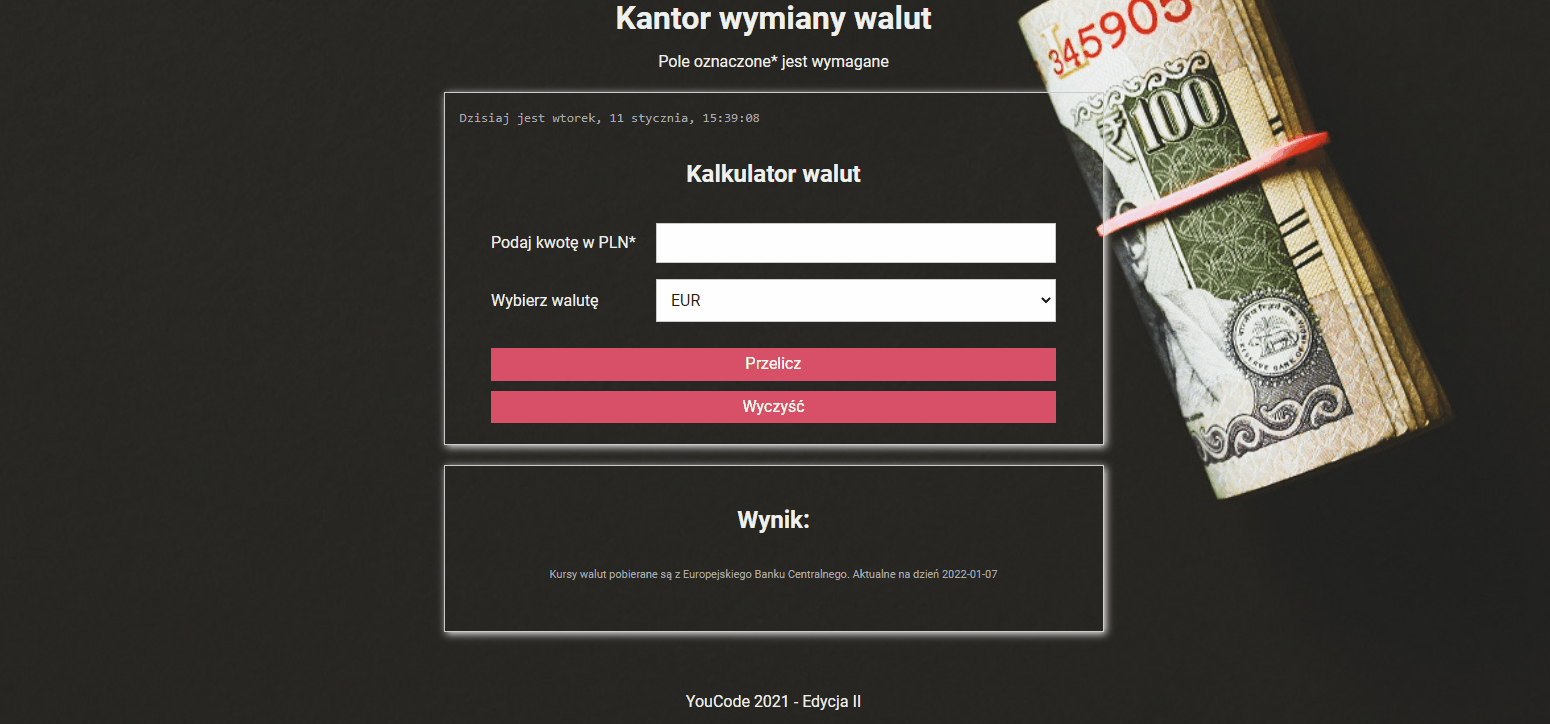 Kantor wymiany walut
Pole oznaczone* jest wymagane
Dzisiaj jest wtorek, 11 stycznia, 15:39:08
Kalkulator walut
Podaj kwotę w PLN*
Wybierz walutę
EUR
Przelicz
Wyczyść
Wynik:
Kursy walut pobierane są z Europejskiego Banku Centralnego. Aktualne na dzień 2022-01-07
YouCode 2021 - Edycja II
345905
₹100